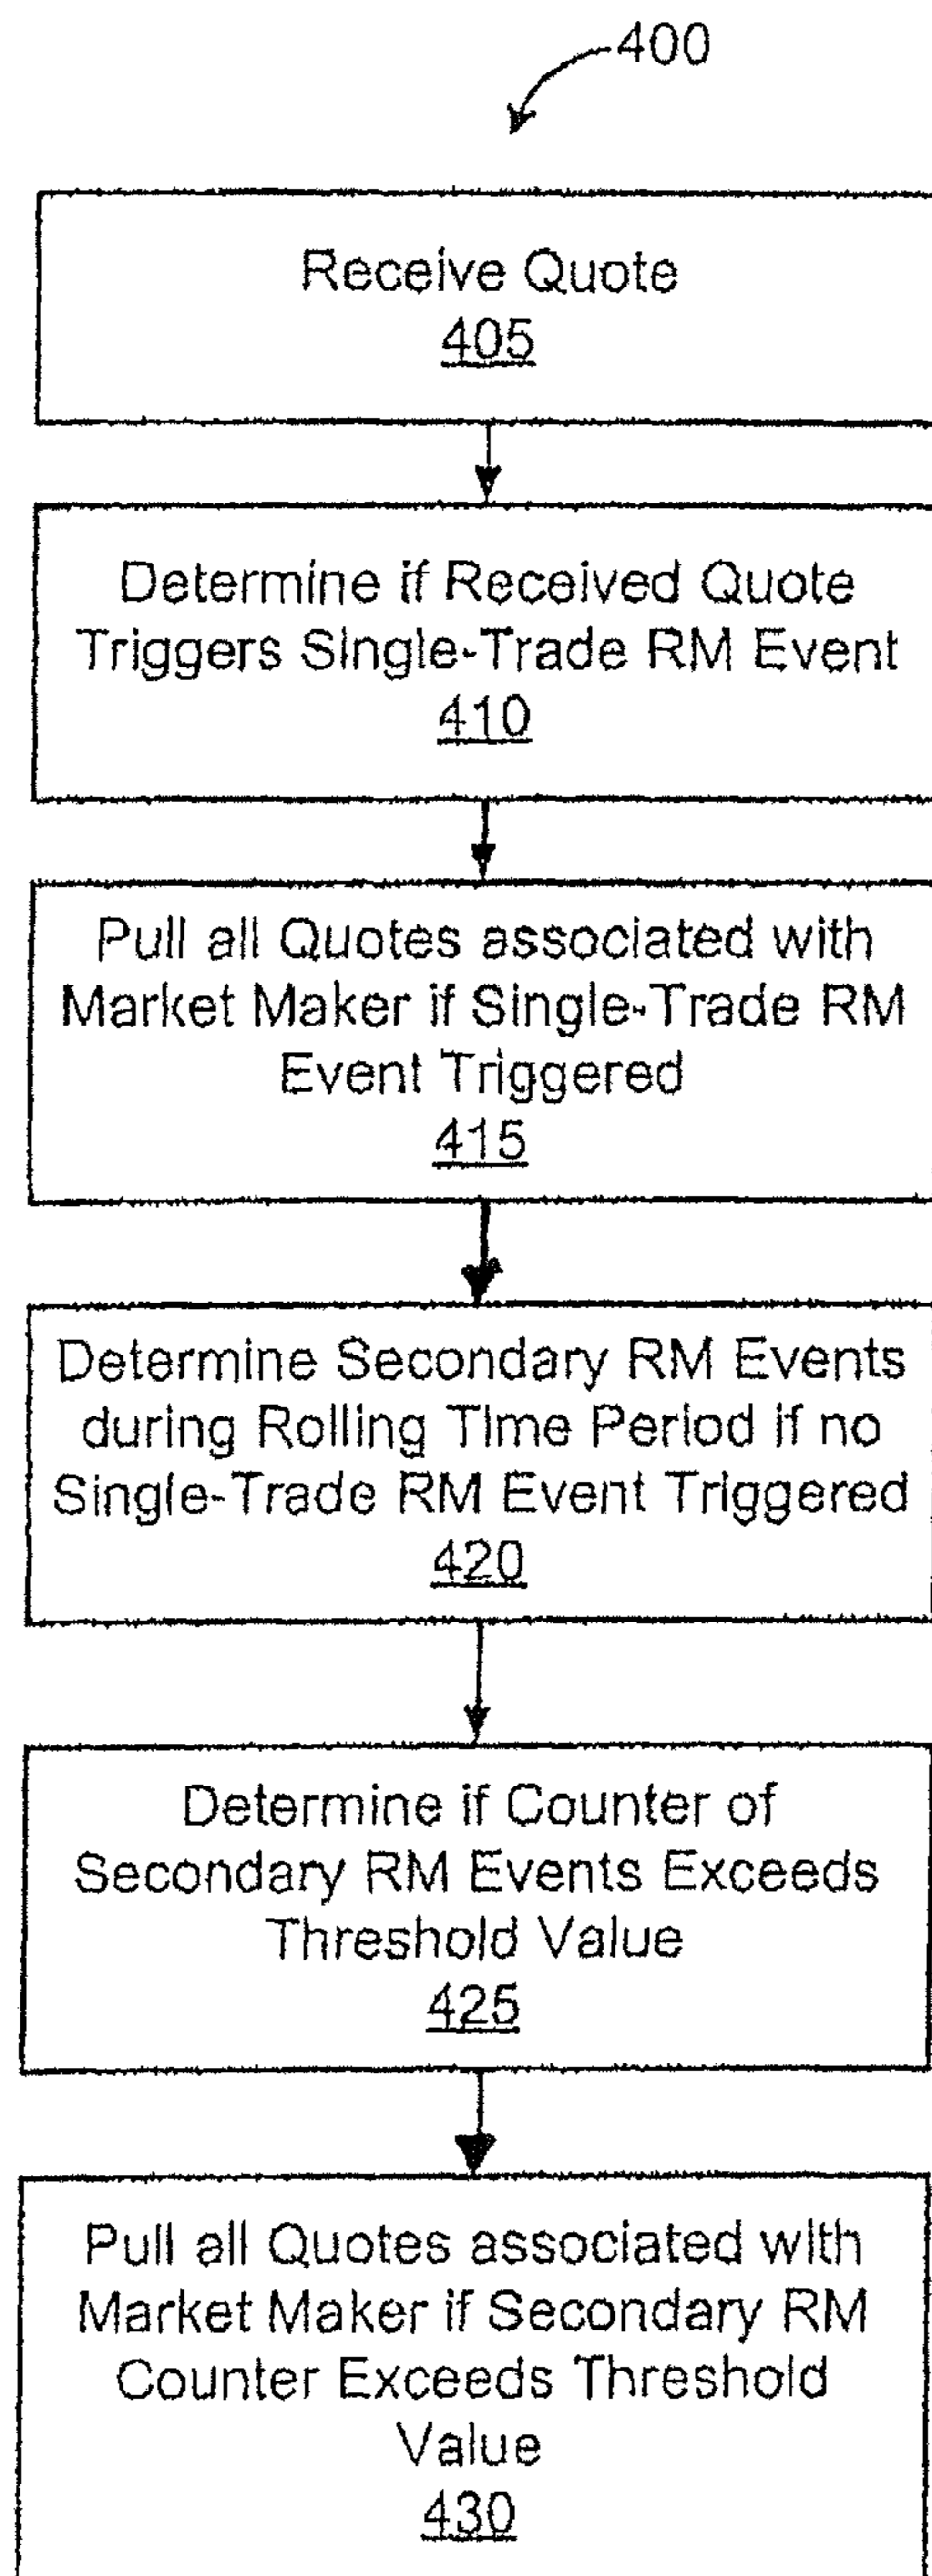 400
Receive Quote
405
Determine if Received Quote
Triggers Single-Trade RM Event
410
Pull all Quotes associated with
Market Maker if Single-Trade RM
Event Triggered
415
Determine Secondary RM Events
during Rolling Time Period if no
Single-Trade RM Event Triggered
420
Determine if Counter of
Secondary RM Events Exceeds
Threshold Value
425
Pull all Quotes associated with
Market Maker if Secondary RM
Counter Exceeds Threshold
Value
430